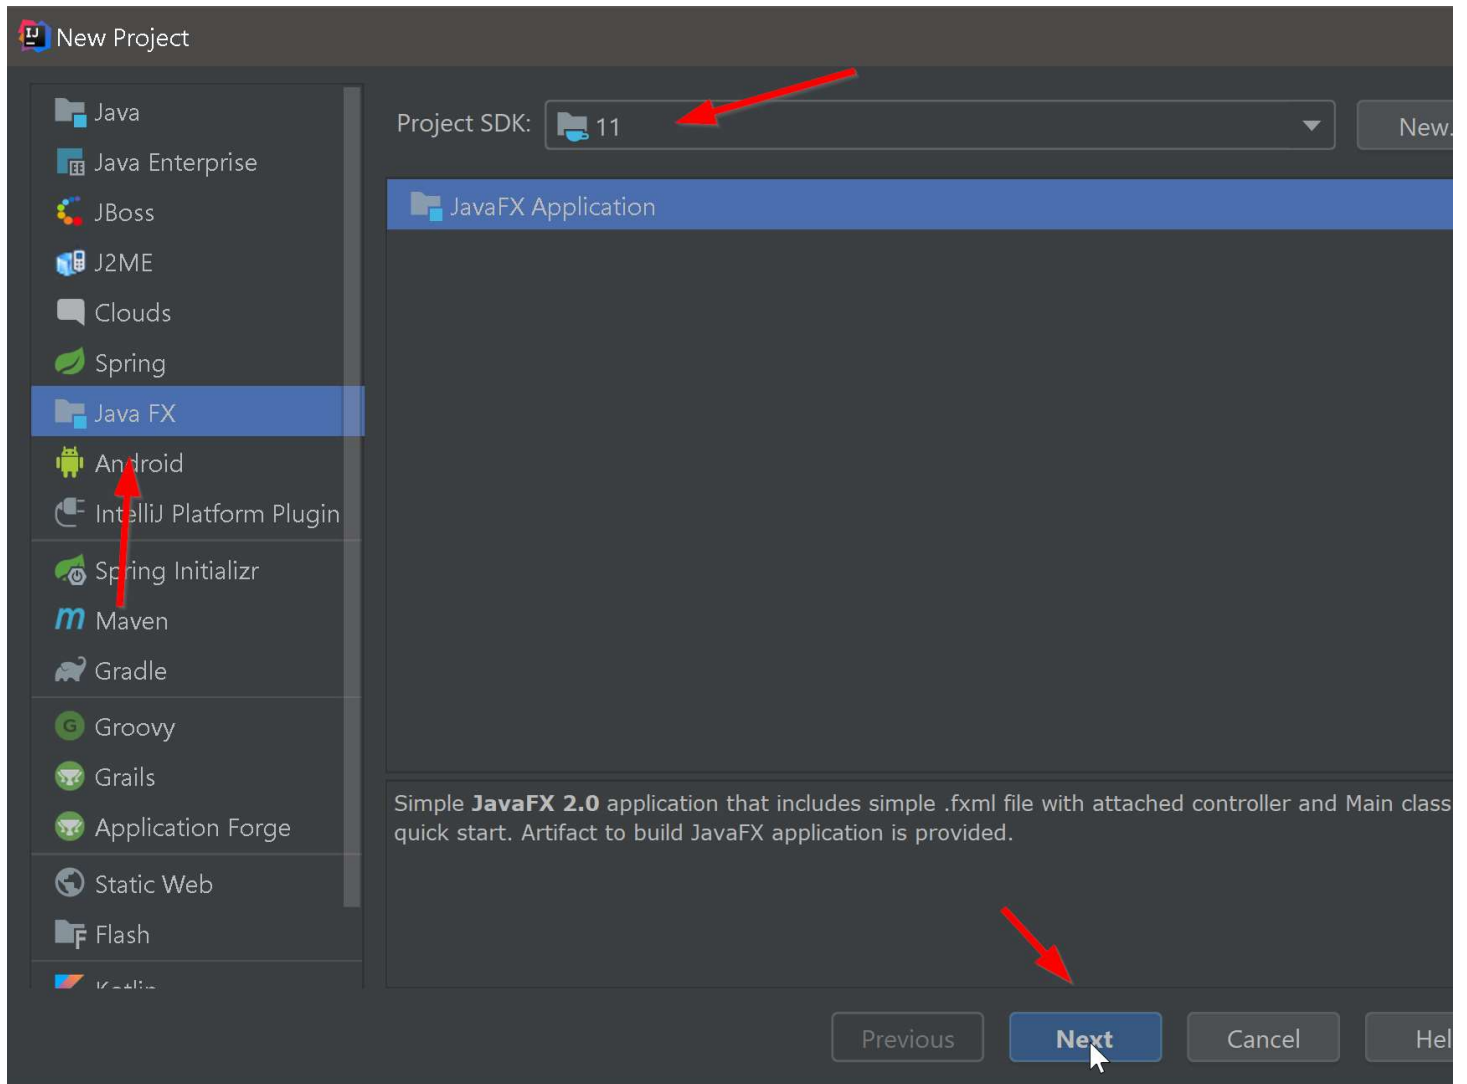 New Project
Java
Java Enterprise
JBoss
J2ME
Clouds
Spring
Java FX
Android
IntelliJ Platform Plugin
Spring Initializr
Maven
Gradle
Groovy
Grails
Application Forge
Static Web
Flash
Kotlin
Project SDK: 11 New.
JavaFX Application
Simple JavaFX 2.0 application that includes simple .fxml file with attached controller and Main class
quick start. Artifact to build JavaFX application is provided.
Previous Next Cancel Hel